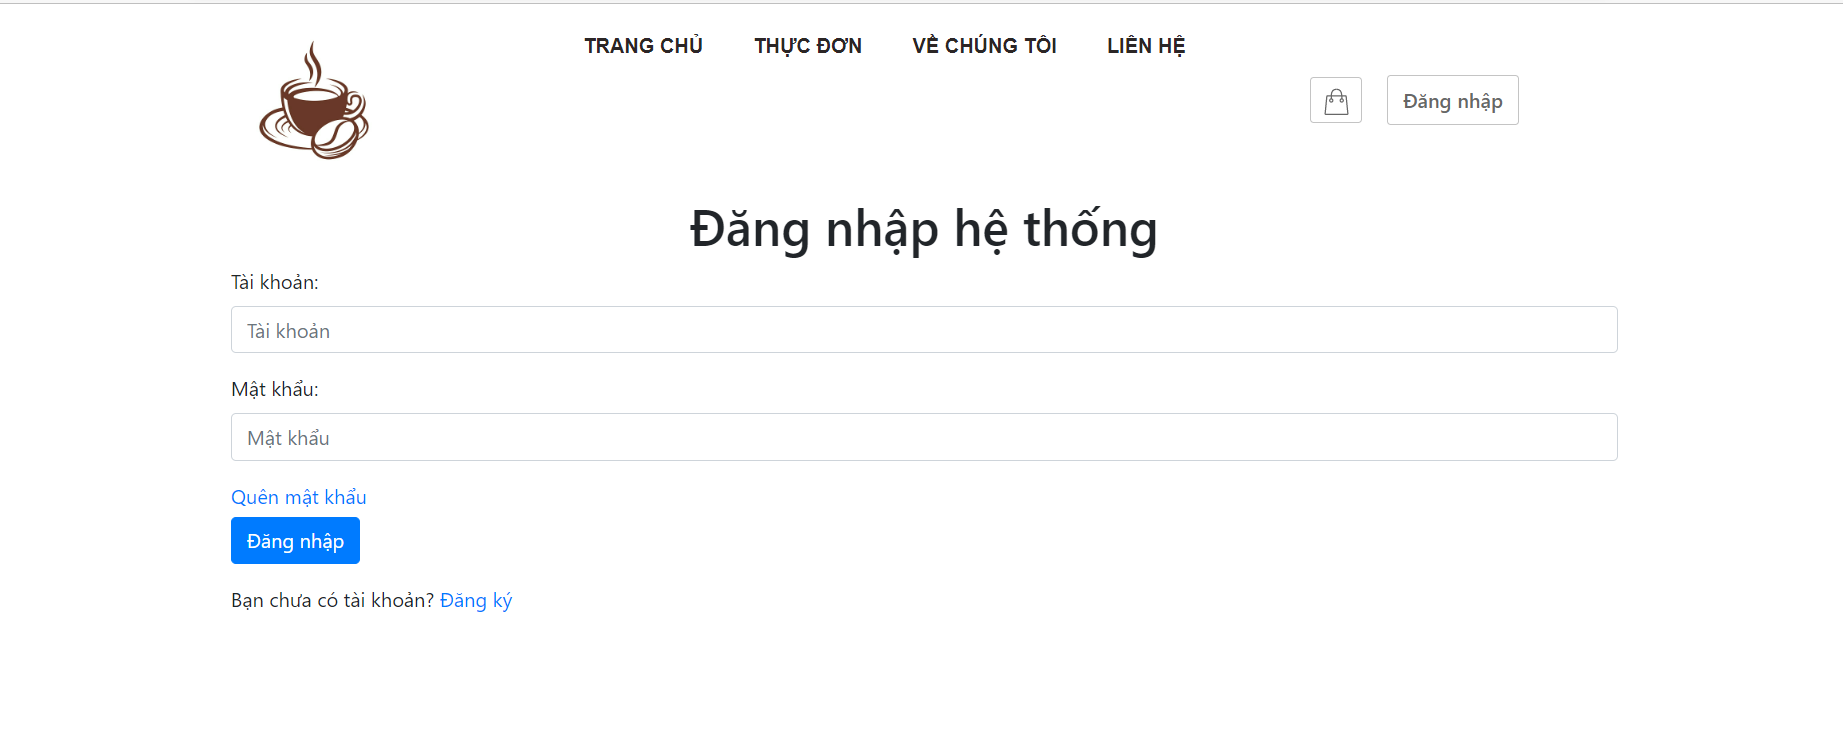 TRANG CHỦ THỰC ĐƠN VỀ CHÚNG TÔI LIÊN HỆ
Đăng nhập
Đăng nhập hệ thống
Tài khoản:
Tài khoản
Mật khẩu:
Mật khẩu
Quên mật khẩu
Đăng nhập
Bạn chưa có tài khoản? Đăng ký